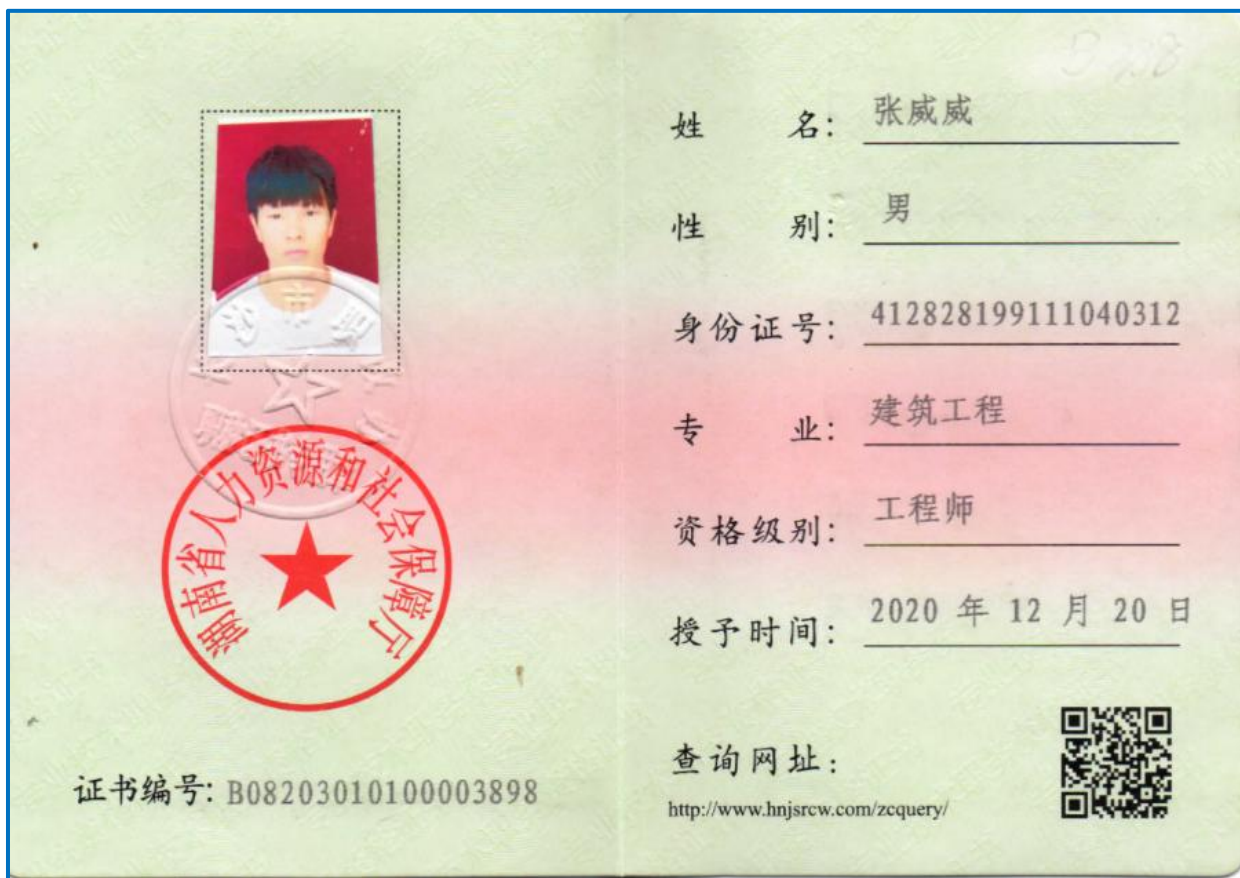 湖南省人力资源和社会保障厅
证书编号: B08203010100003898
姓 名: 张威威
性 别: 男
身份证号: 412828199111040312
专 业: 建筑工程
资格级别: 工程师
授予时间: 2020 年 12 月 20 日
查询网址:
http://www.hnjsrcw.com/zcquery/